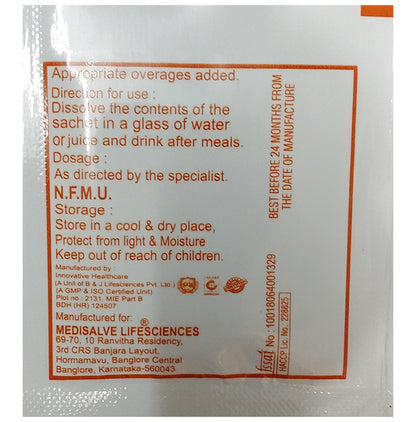 Appropriate overages added.
Direction for use :
Dissolve the contents of the
sachet in a glass of water
or juice and drink after meals.
Dosage :
As directed by the specialist.
N.F.M.U.
Storage :
Store in a cool & dry place,
Protect from light & Moisture
Keep out of reach of children.
Manufactured by :
Innovative Healthcare
(A Unit of B & J Lifesciences Pvt. Ltd.)
(A GMP & ISO Certified Unit)
Plot no : 2131, MIE Part B
BDH (HR) 124507
Manufactured for:
MEDISALVE LIFESCIENCES®
69-70, 10 Ranvitha Residency,
3rd CRS Banjara Layout,
Hormamavu, Banglore Central
Banglore, Karnataka-560043
BEST BEFORE 24 MONTHS FROM
THE DATE OF MANUFACTURE
fssai No : 10018064001329
HACCP Lic. No.: 228625